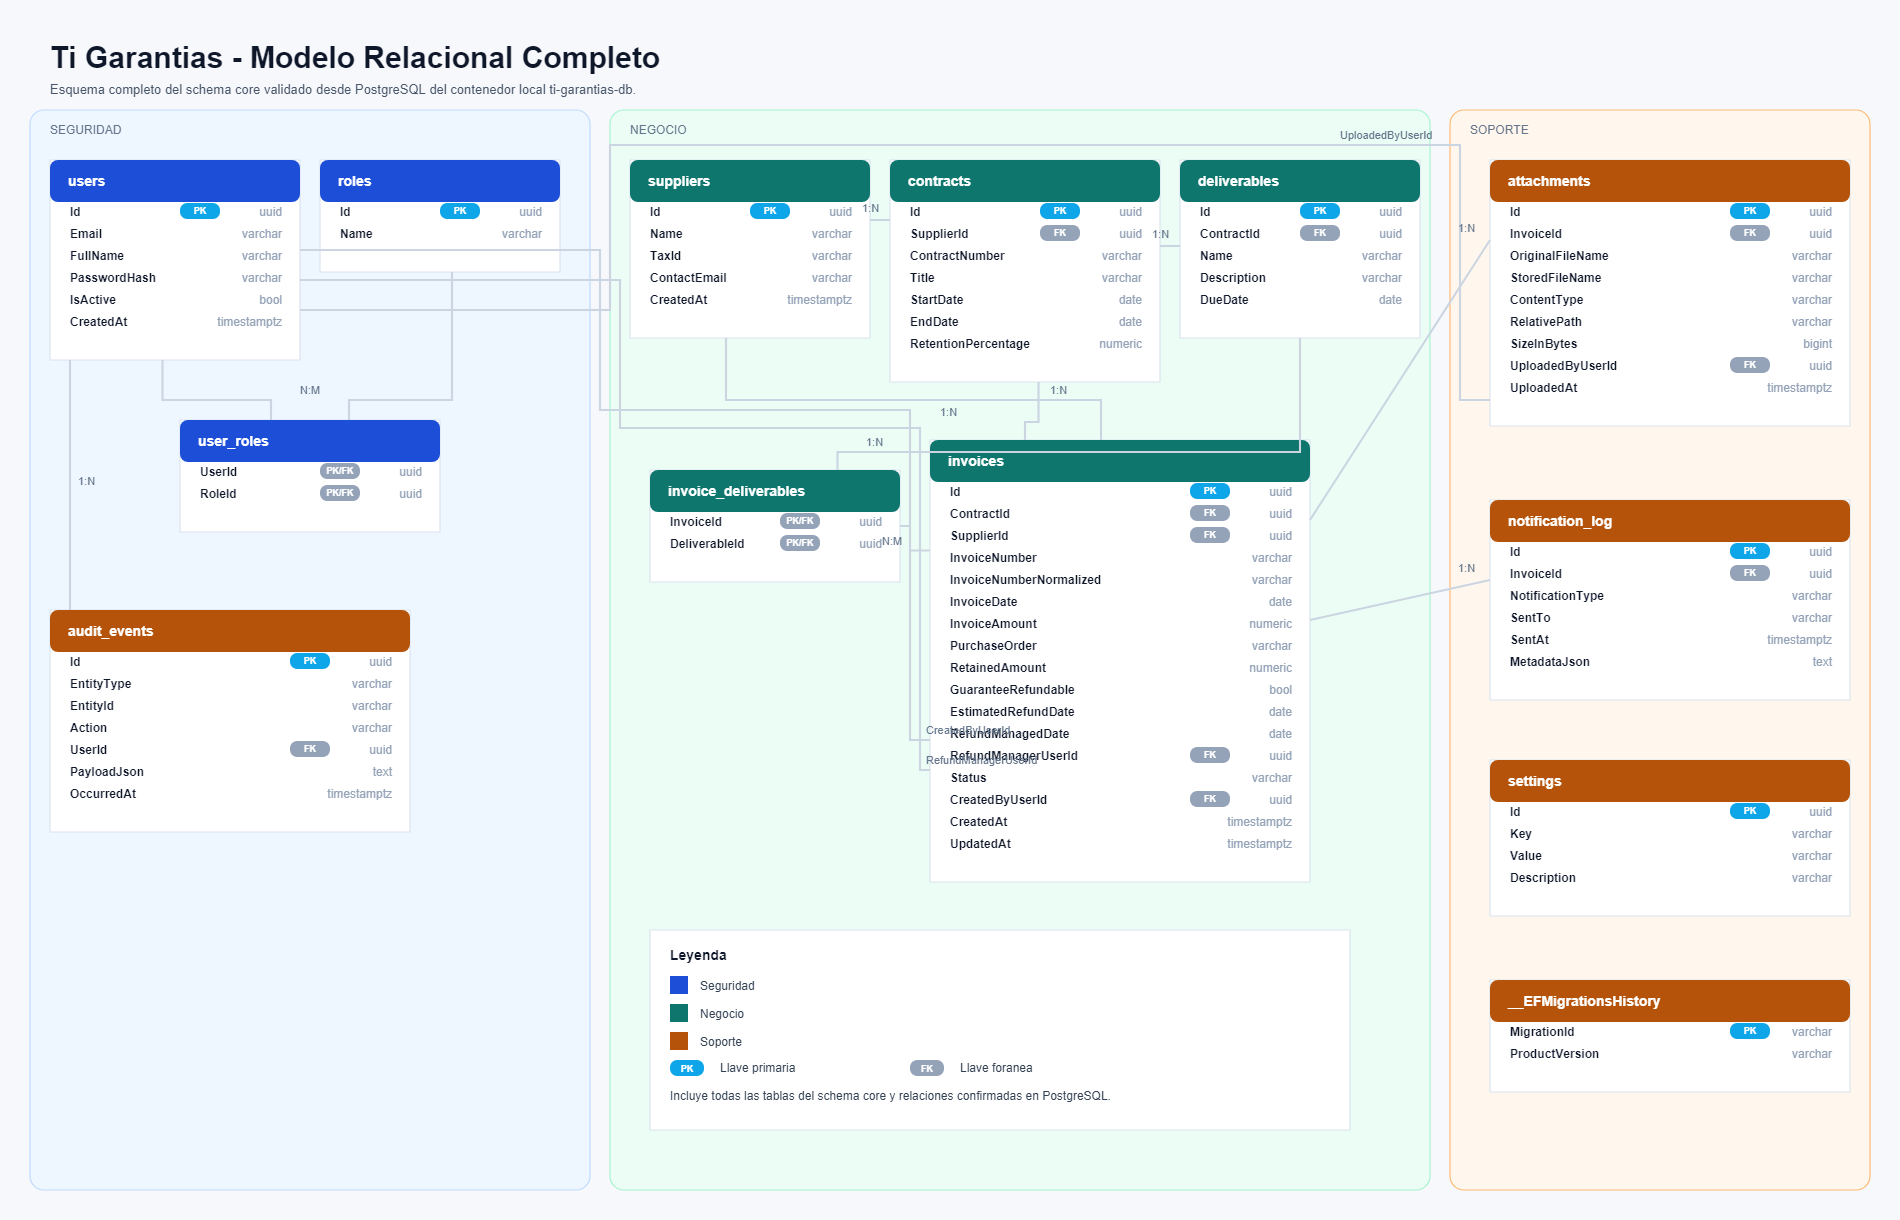 Ti Garantias - Modelo Relacional Completo
Esquema completo del schema core validado desde PostgreSQL del contenedor local ti-garantias-db.
SEGURIDAD
users
Id PK uuid
Email varchar
FullName varchar
PasswordHash varchar
IsActive bool
CreatedAt timestamptz
roles
Id PK uuid
Name varchar
N:M
user_roles
UserId PK/FK uuid
RoleId PK/FK uuid
1:N
audit_events
Id PK uuid
EntityType varchar
EntityId varchar
Action varchar
UserId FK uuid
PayloadJson text
OccurredAt timestamptz
NEGOCIO
UploadedByUserId
suppliers
Id PK uuid
Name varchar
TaxId varchar
ContactEmail varchar
CreatedAt timestamptz
1:N
contracts
Id PK uuid
SupplierId FK uuid
ContractNumber varchar
Title varchar
StartDate date
EndDate date
RetentionPercentage numeric
1:N
deliverables
Id PK uuid
ContractId FK uuid
Name varchar
Description varchar
DueDate date
1:N
1:N
1:N
invoice_deliverables
InvoiceId PK/FK uuid
DeliverableId PK/FK uuid
N:M
invoices
Id PK uuid
ContractId FK uuid
SupplierId FK uuid
InvoiceNumber varchar
InvoiceNumberNormalized varchar
InvoiceDate date
InvoiceAmount numeric
PurchaseOrder varchar
RetainedAmount numeric
GuaranteeRefundable bool
EstimatedRefundDate date
CreatedByUserId
RefundManagedDate date
RefundManagerUserId FK uuid
RefundManagerUserId
Status varchar
CreatedByUserId FK uuid
CreatedAt timestamptz
UpdatedAt timestamptz
Leyenda
Seguridad
Negocio
Soporte
PK Llave primaria FK Llave foranea
Incluye todas las tablas del schema core y relaciones confirmadas en PostgreSQL.
SOPORTE
1:N
attachments
Id PK uuid
InvoiceId FK uuid
OriginalFileName varchar
StoredFileName varchar
ContentType varchar
RelativePath varchar
SizeInBytes bigint
UploadedByUserId FK uuid
UploadedAt timestamptz
1:N
notification_log
Id PK uuid
InvoiceId FK uuid
NotificationType varchar
SentTo varchar
SentAt timestamptz
MetadataJson text
settings
Id PK uuid
Key varchar
Value varchar
Description varchar
__EFMigrationsHistory
MigrationId PK varchar
ProductVersion varchar